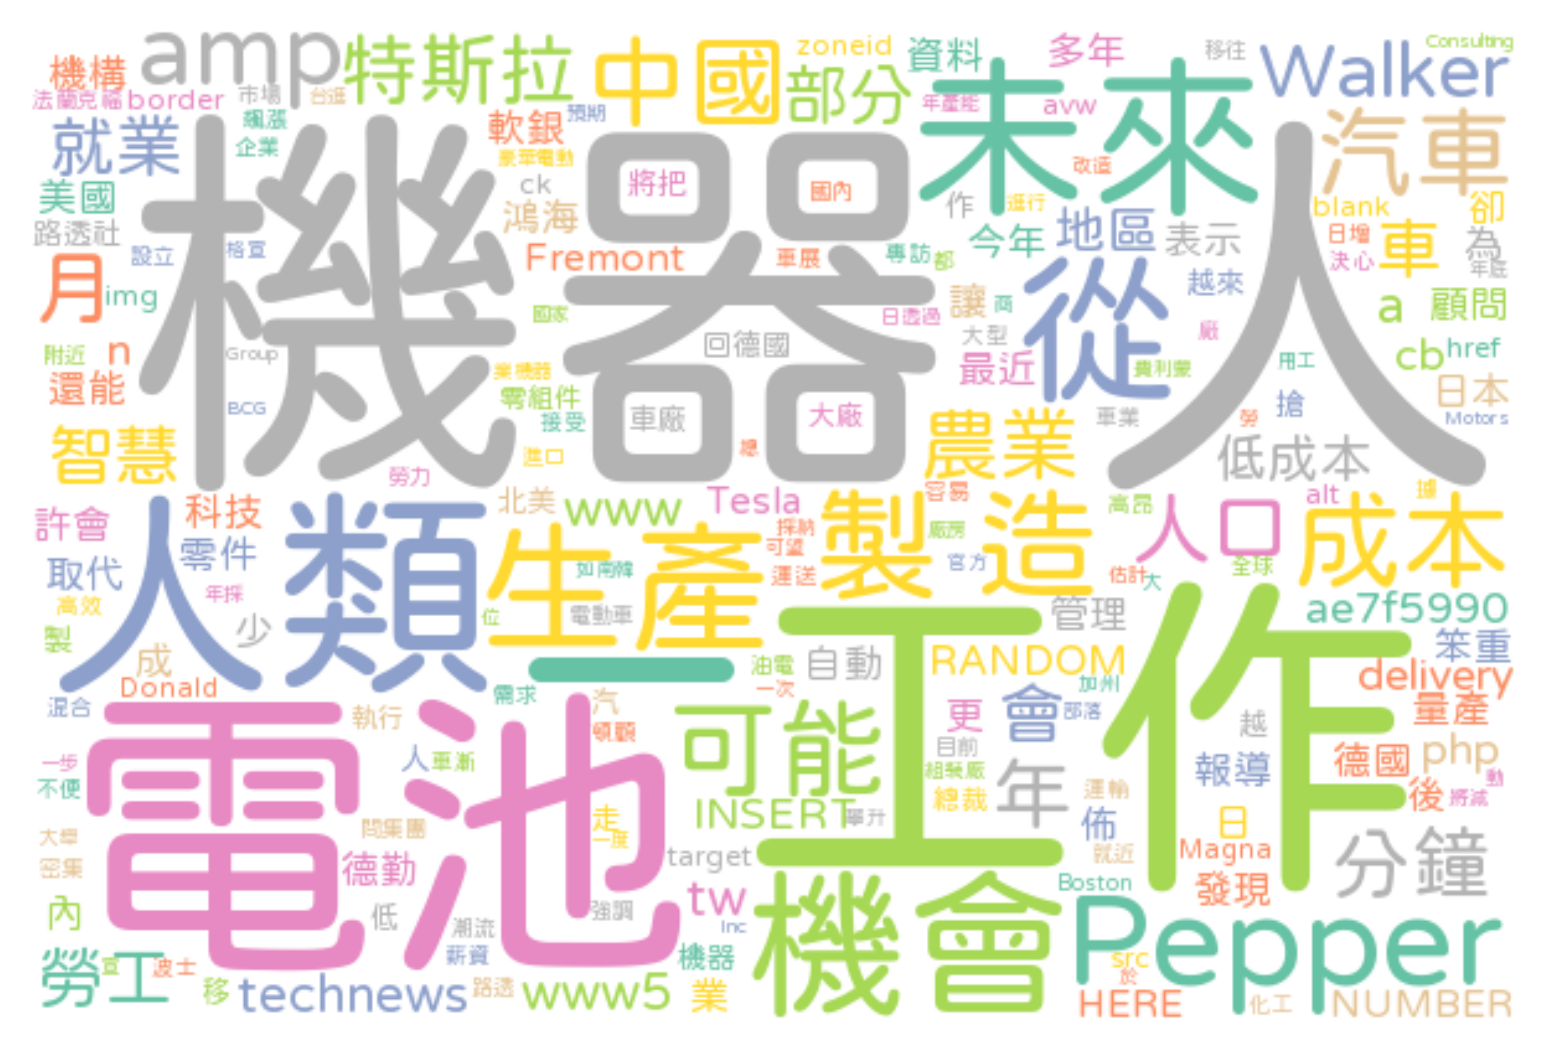 機構 amp 特斯拉 中國 zoneid 資料 多年 移往 Walker Consulting
法蘭克福 border 市場 部分 年產能 avw
飆漲 軟銀 預期 未來 汽車
就業 企業 豪華電動 改造
美國 ck 將把 國內 作 進行 blank 卻
路透社 設立 格宣 鴻海 今年 地區 表示 日增 車 為
月 機器人 Fremont 車展 專訪 都 決心 年底
img 國家 日透過 讓 商 從 越來 a 顧問
附近 n Group 回德國 大型 廠 cb href
還能 業機器 零組件 最近 費利蒙 用工 日本
BCG 接受 車廠 大廠 車業 勞 搶 Motors
智慧 進口 總 農業 低成本
勞力 容易 高昂 alt
許會 科技 北美 www Tesla 製造 人口 成本
取代 零件 人類 生產 採納 可望 廠房
年採 如南韓 運送 官方 估計 大 全球
高效 位 電動車 管理 ae7f5990
製 少 一 工作 笨重
成 油電 自動 RANDOM 加州 delivery
Donald 需求 汽 一次 會 部落 量產
混合 執行 更 越
電池 可能 目前 德國 php
一步 人 車漸 組裝廠 年 報導 動
不便 總裁 運輸 後 將減
INSERT 佈 日
大學 問集團 走 一度 就近 Magna 分鐘
密集 德勤 target Boston 發現
內 低 強調 tw 機會 Pepper
潮流 Inc
勞工 宣 波士 薪資 機器 src
移 technews 路透 www5 業 於 HERE 化工 NUMBER